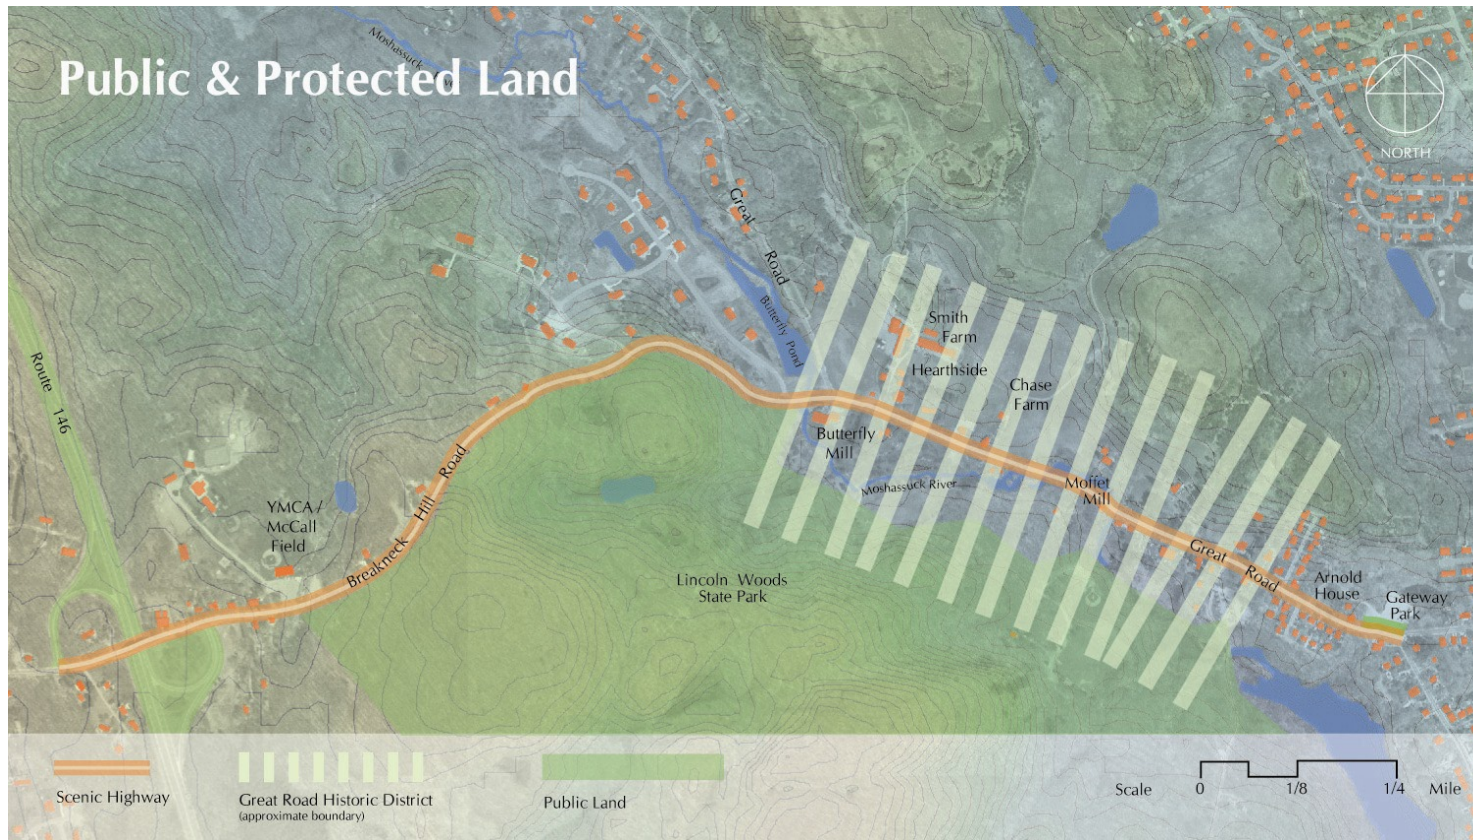 Public & Protected Land
Moshassuck
NORTH
Great
Road
Butterfly Pond
Smith
Farm
Hearthside
Chase
Farm
Route 146
Butterfly
Mill
Moshassuck River
Moffet
Mill
YMCA /
McCall
Field
Breakneck Hill Road
Great Road
Lincoln Woods
State Park
Arnold
House
Gateway
Park
Scenic Highway
Great Road Historic District
(approximate boundary)
Public Land
Scale 0 1/8 1/4 Mile